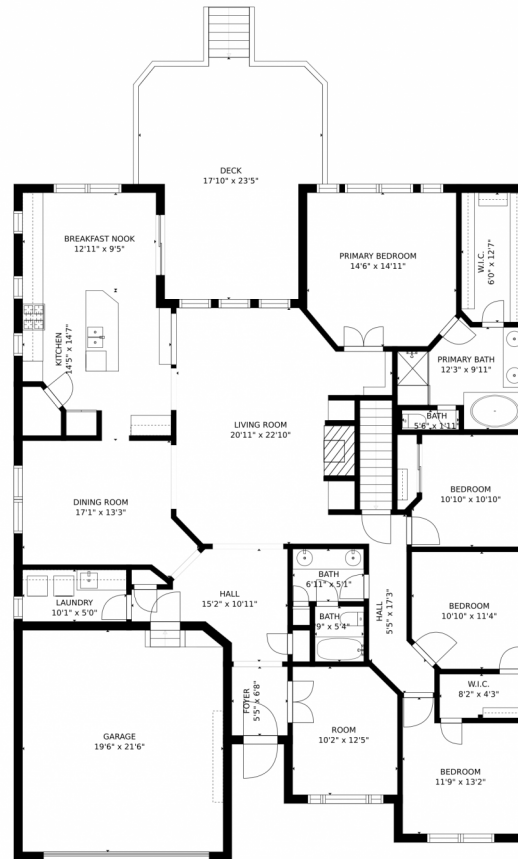 DECK
17'10" x 23'5"
BREAKFAST NOOK
12'11" x 9'5"
PRIMARY BEDROOM
14'6" x 14'11"
W.I.C.
6'0" x 12'7"
KITCHEN
14'5" x 14'7"
PRIMARY BATH
12'3" x 9'11"
BATH
5'6" x 1'11"
LIVING ROOM
20'11" x 22'10"
DINING ROOM
17'1" x 13'3"
BEDROOM
10'10" x 10'10"
BATH
6'11" x 5'1"
LAUNDRY
10'1" x 5'0"
HALL
15'2" x 10'11"
BATH
'9" x 5'4"
HALL
5'5" x 17'3"
BEDROOM
10'10" x 11'4"
W.I.C.
8'2" x 4'3"
FOYER
5'5" x 6'8"
GARAGE
19'6" x 21'6"
ROOM
10'2" x 12'5"
BEDROOM
11'9" x 13'2"